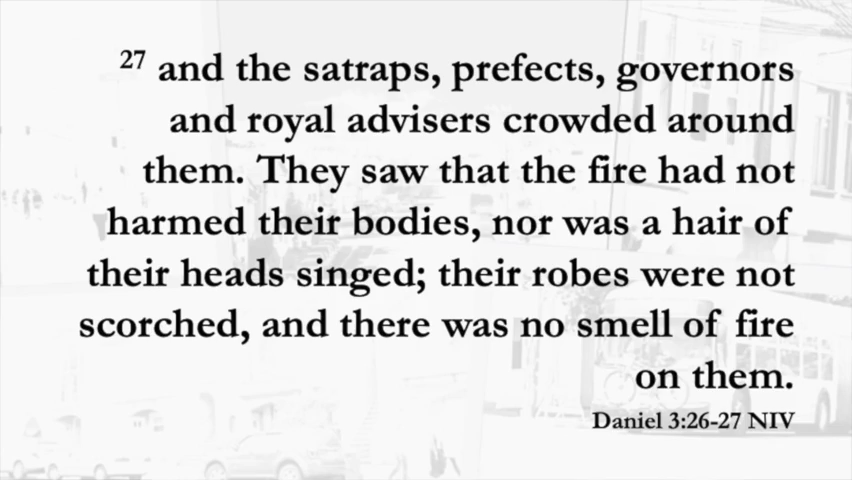 27 and the satraps, prefects, governors
and royal advisers crowded around
them. They saw that the fire had not
harmed their bodies, nor was a hair of
their heads singed; their robes were not
scorched, and there was no smell of fire
on them.
Daniel 3:26-27 NIV